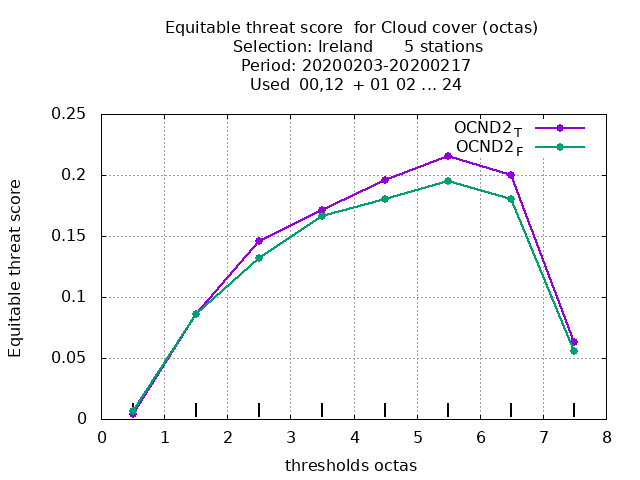 Equitable threat score  for Cloud cover (octas)
Selection: Ireland      5 stations
Period: 20200203-20200217
Used  00,12  + 01 02 ... 24
OCND2T
OCND2F
0.25
0.2
0.15
0.1
0.05
0
Equitable threat score
0 1 2 3 4 5 6 7 8
thresholds octas